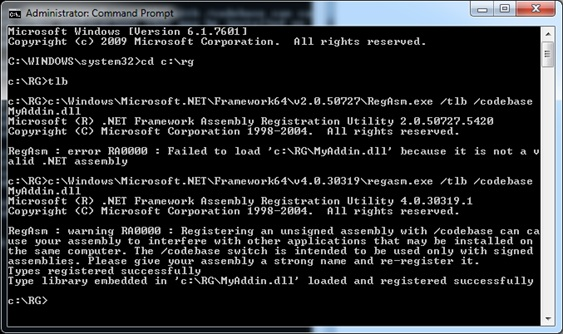 Administrator: Command Prompt
Microsoft Windows [Version 6.1.7601]
Copyright (c) 2009 Microsoft Corporation.  All rights reserved.
C:\WINDOWS\system32>cd c:\rg
c:\RG>tlb
c:\RG>c:\Windows\Microsoft.NET\Framework64\v2.0.50727\RegAsm.exe /tlb /codebase
MyAddin.dll
Microsoft (R) .NET Framework Assembly Registration Utility 2.0.50727.5420
Copyright (C) Microsoft Corporation 1998-2004.  All rights reserved.
RegAsm : error RA0000 : Failed to load 'c:\RG\MyAddin.dll' because it is not a v
alid .NET assembly
c:\RG>c:\Windows\Microsoft.NET\Framework64\v4.0.30319\regasm.exe /tlb /codebase
MyAddin.dll
Microsoft (R) .NET Framework Assembly Registration Utility 4.0.30319.1
Copyright (C) Microsoft Corporation 1998-2004.  All rights reserved.
RegAsm : warning RA0000 : Registering an unsigned assembly with /codebase can ca
use your assembly to interfere with other applications that may be installed on
the same computer. The /codebase switch is intended to be used only with signed
assemblies. Please give your assembly a strong name and re-register it.
Types registered successfully
Type library embedded in 'c:\RG\MyAddin.dll' loaded and registered successfully
c:\RG>